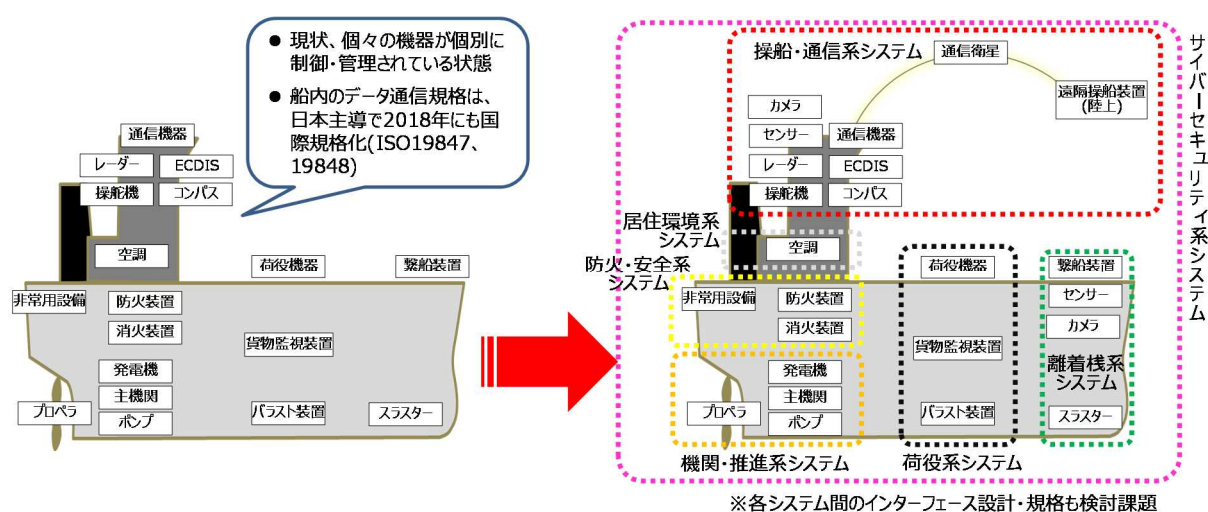 ● 現状、個々の機器が個別に
制御・管理されている状態
● 船内のデータ通信規格は、
日本主導で2018年にも国
際規格化(ISO19847、
19848)
通信機器
レーダー
ECDIS
操舵機
コンパス
空調
荷役機器
繋船装置
非常用設備
防火装置
消火装置
貨物監視装置
発電機
主機関
プロペラ
ポンプ
バラスト装置
スラスター
操船・通信系システム
通信衛星
遠隔操船装置
(陸上)
カメラ
センサー
通信機器
レーダー
ECDIS
操舵機
コンパス
サイバーセキュリティ系システム
居住環境系
システム
空調
防火・安全系
システム
荷役機器
繋船装置
非常用設備
防火装置
センサー
消火装置
カメラ
貨物監視装置
離着桟系
システム
発電機
主機関
プロペラ
ポンプ
バラスト装置
スラスター
機関・推進系システム
荷役系システム
※各システム間のインターフェース設計・規格も検討課題